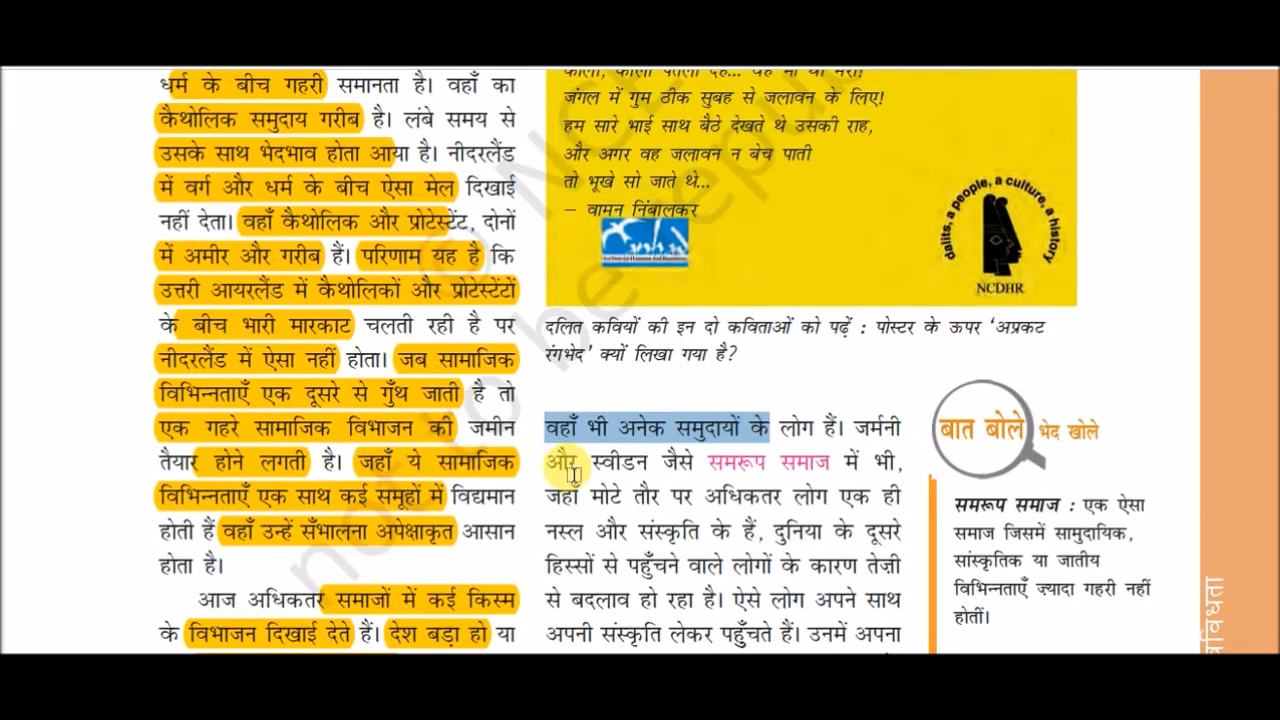 धर्म के बीच गहरी समानता है। वहाँ का
कैथोलिक समुदाय गरीब है। लंबे समय से
उसके साथ भेदभाव होता आया है। नीदरलैंड
में वर्ग और धर्म के बीच ऐसा मेल दिखाई
नहीं देता। वहाँ कैथोलिक और प्रोटेस्टेंट, दोनों
में अमीर और गरीब हैं। परिणाम यह है कि
उत्तरी आयरलैंड में कैथोलिकों और प्रोटेस्टेंटों
के बीच भारी मारकाट चलती रही है पर
नीदरलैंड में ऐसा नहीं होता। जब सामाजिक
विभिन्नताएँ एक दूसरे से गुँथ जाती है तो
एक गहरे सामाजिक विभाजन की जमीन
तैयार होने लगती है। जहाँ ये सामाजिक
विभिन्नताएँ एक साथ कई समूहों में विद्यमान
होती हैं वहाँ उन्हें सँभालना अपेक्षाकृत आसान
होता है।
आज अधिकतर समाजों में कई किस्म
के विभाजन दिखाई देते हैं। देश बड़ा हो या
जंगल में गुम ठीक सुबह से जलावन के लिए!
हम सारे भाई साथ बैठे देखते थे उसकी राह,
और अगर वह जलावन न बेच पाती
तो भूखे सो जाते थे...
– वामन निंबालकर
dalits, a people, a culture, a history
NCDHR
दलित कवियों की इन दो कविताओं को पढ़ें : पोस्टर के ऊपर 'अप्रकट
रंगभेद' क्यों लिखा गया है?
वहाँ भी अनेक समुदायों के लोग हैं। जर्मनी
और स्वीडन जैसे समरूप समाज में भी,
जहाँ मोटे तौर पर अधिकतर लोग एक ही
नस्ल और संस्कृति के हैं, दुनिया के दूसरे
हिस्सों से पहुँचने वाले लोगों के कारण तेज़ी
से बदलाव हो रहा है। ऐसे लोग अपने साथ
अपनी संस्कृति लेकर पहुँचते हैं। उनमें अपना
बात बोले भेद खोले
समरूप समाज : एक ऐसा
समाज जिसमें सामुदायिक,
सांस्कृतिक या जातीय
विभिन्नताएँ ज्यादा गहरी नहीं
होतीं।
not to be